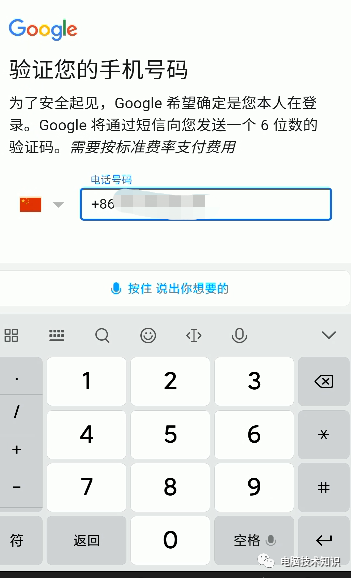 Google
验证您的手机号码
为了安全起见，Google 希望确定是您本人在登
录。Google 将通过短信向您发送一个 6 位数的
验证码。需要按标准费率支付费用
电话号码
+86
按住 说出你想要的
.
1 2 3
/
4 5 6 *
+
7 8 9 #
-
符 返回 0 空格
电脑技术知识